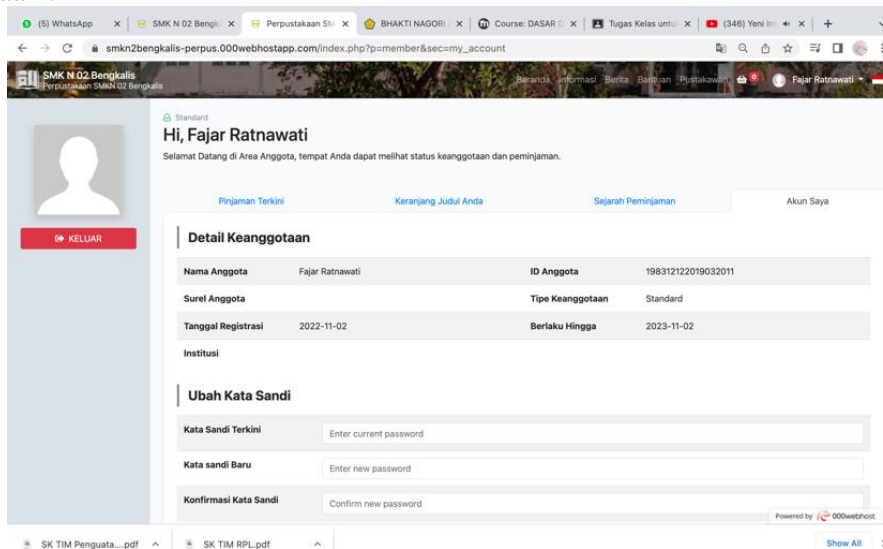 (5) WhatsApp
SMK N 02 Bengk
Perpustakaan SM
BHAKTI NAGORI
Course: DASAR D
Tugas Kelas untu
(346) Yeni In
smkn2bengkalis-perpus.000webhostapp.com/index.php?p=member&sec=my_account
SMK N 02 Bengkalis
Perpustakaan SMKN 02 Bengkalis
Beranda Informasi Berita Bantuan Pustakawan 0 Fajar Ratnawati
Standard
Hi, Fajar Ratnawati
Selamat Datang di Area Anggota, tempat Anda dapat melihat status keanggotaan dan peminjaman.
Pinjaman Terkini Keranjang Judul Anda Sejarah Peminjaman Akun Saya
KELUAR
Detail Keanggotaan
Nama Anggota Fajar Ratnawati ID Anggota 198312122019032011
Surel Anggota Tipe Keanggotaan Standard
Tanggal Registrasi 2022-11-02 Berlaku Hingga 2023-11-02
Institusi
Ubah Kata Sandi
Kata Sandi Terkini Enter current password
Kata sandi Baru Enter new password
Konfirmasi Kata Sandi Confirm new password
Powered by 000webhost
SK TIM Penguata....pdf SK TIM RPL.pdf Show All